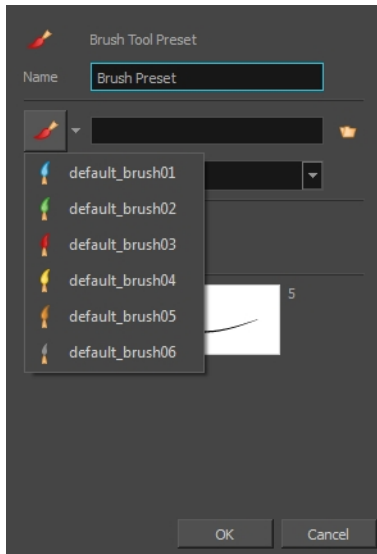 Brush Tool Preset
Name
Brush Preset
default_brush01
default_brush02
default_brush03
default_brush04
default_brush05
default_brush06
5
OK
Cancel